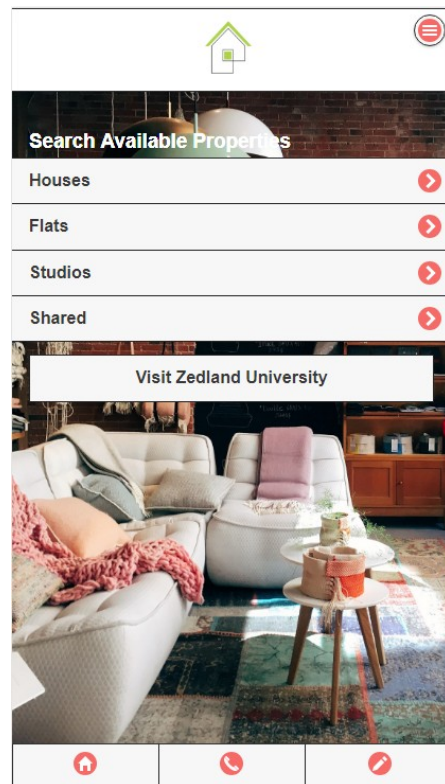 Search Available Properties
Houses
Flats
Studios
Shared
Visit Zedland University